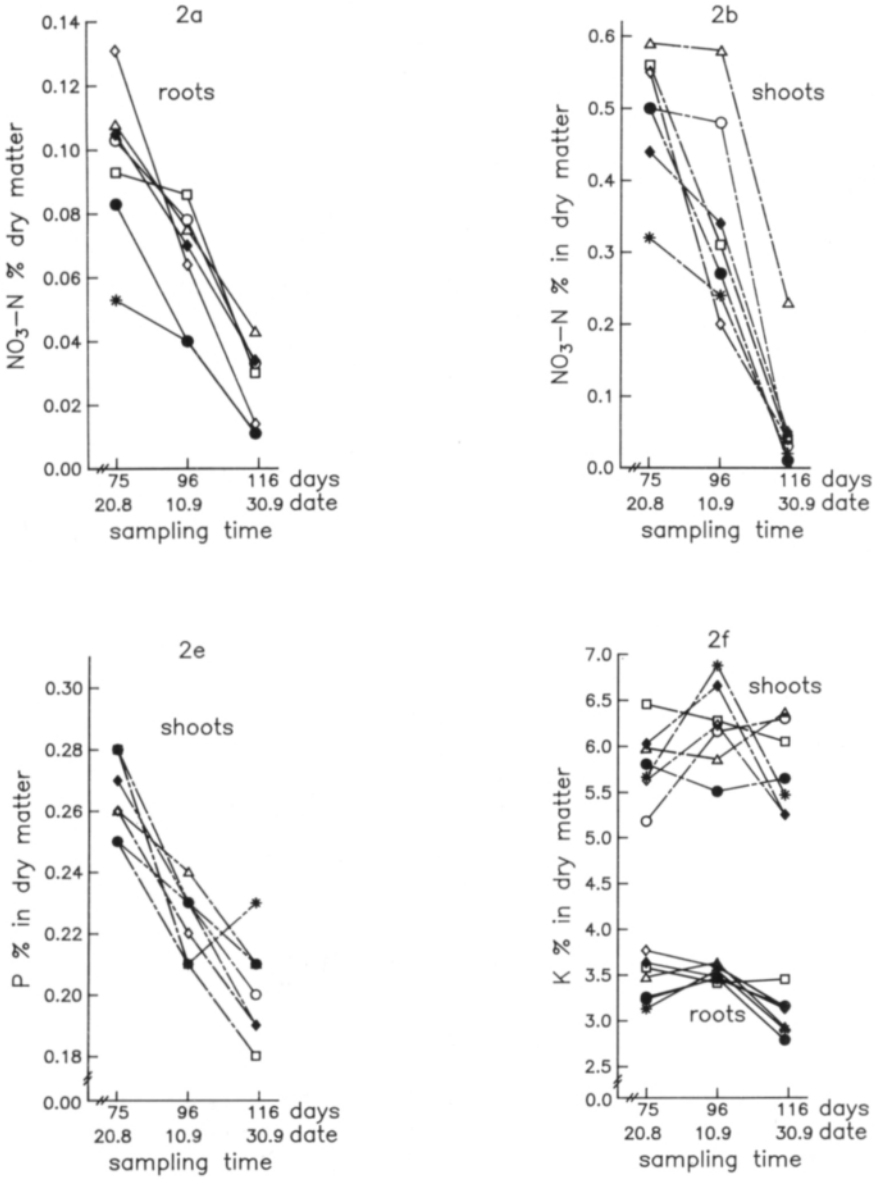 2a
roots
NO₃–N % dry matter
0.14
0.12
0.10
0.08
0.06
0.04
0.02
0.00
75 96 116 days
20.8 10.9 30.9 date
sampling time
2b
shoots
NO₃–N % in dry matter
0.6
0.5
0.4
0.3
0.2
0.1
0.0
75 96 116 days
20.8 10.9 30.9 date
sampling time
2e
shoots
P % in dry matter
0.30
0.28
0.26
0.24
0.22
0.20
0.18
0.00
75 96 116 days
20.8 10.9 30.9 date
sampling time
2f
shoots
roots
K % in dry matter
7.0
6.5
6.0
5.5
5.0
4.5
4.0
3.5
3.0
2.5
0.0
75 96 116 days
20.8 10.9 30.9 date
sampling time